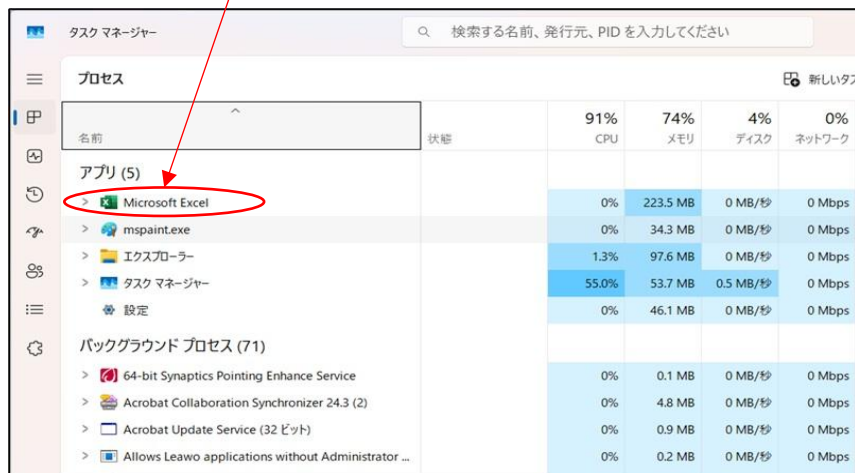 タスク マネージャー
検索する名前、発行元、PID を入力してください
プロセス
新しいタス
91% 74% 4% 0%
名前 状態 CPU メモリ ディスク ネットワーク
アプリ (5)
Microsoft Excel 0% 223.5 MB 0 MB/秒 0 Mbps
mspaint.exe 0% 34.3 MB 0 MB/秒 0 Mbps
エクスプローラー 1.3% 97.6 MB 0 MB/秒 0 Mbps
タスク マネージャー 55.0% 53.7 MB 0.5 MB/秒 0 Mbps
設定 0% 46.1 MB 0 MB/秒 0 Mbps
バックグラウンド プロセス (71)
64-bit Synaptics Pointing Enhance Service 0% 0.1 MB 0 MB/秒 0 Mbps
Acrobat Collaboration Synchronizer 24.3 (2) 0% 4.8 MB 0 MB/秒 0 Mbps
Acrobat Update Service (32 ビット) 0% 0.9 MB 0 MB/秒 0 Mbps
Allows Leawo applications without Administrator ... 0% 0.2 MB 0 MB/秒 0 Mbps